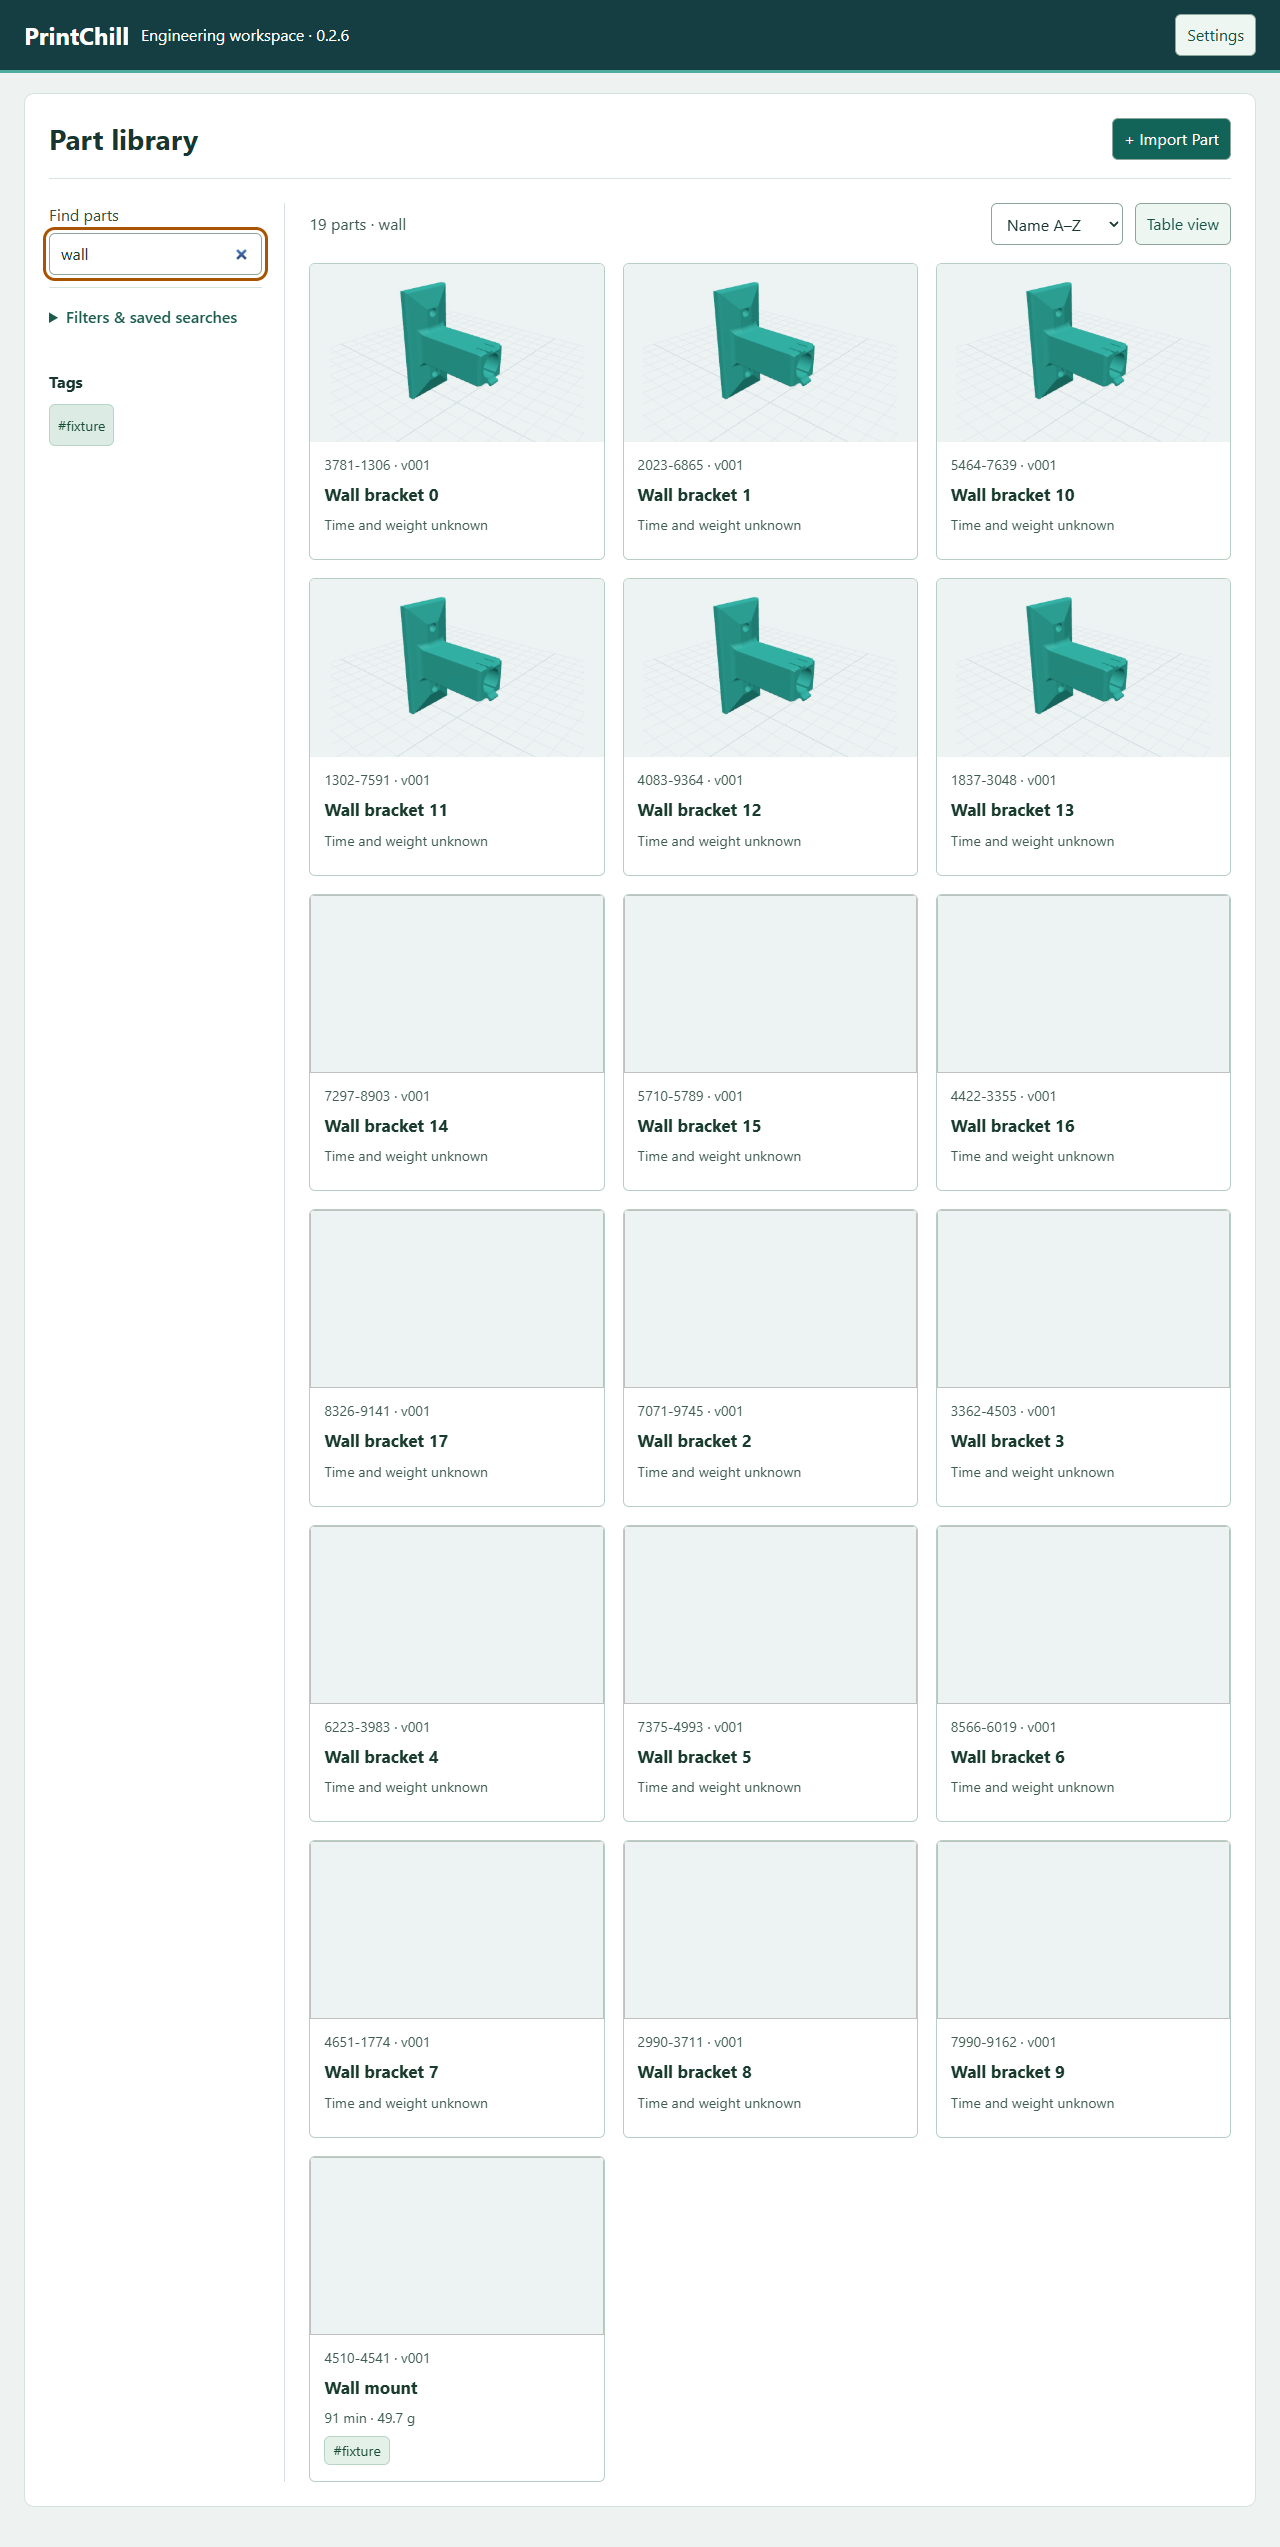 PrintChill Engineering workspace · 0.2.6 Settings
Part library + Import Part
Find parts
wall
Filters & saved searches
Tags
#fixture
19 parts · wall Name A–Z Table view
3781-1306 · v001
Wall bracket 0
Time and weight unknown
2023-6865 · v001
Wall bracket 1
Time and weight unknown
5464-7639 · v001
Wall bracket 10
Time and weight unknown
1302-7591 · v001
Wall bracket 11
Time and weight unknown
4083-9364 · v001
Wall bracket 12
Time and weight unknown
1837-3048 · v001
Wall bracket 13
Time and weight unknown
7297-8903 · v001
Wall bracket 14
Time and weight unknown
5710-5789 · v001
Wall bracket 15
Time and weight unknown
4422-3355 · v001
Wall bracket 16
Time and weight unknown
8326-9141 · v001
Wall bracket 17
Time and weight unknown
7071-9745 · v001
Wall bracket 2
Time and weight unknown
3362-4503 · v001
Wall bracket 3
Time and weight unknown
6223-3983 · v001
Wall bracket 4
Time and weight unknown
7375-4993 · v001
Wall bracket 5
Time and weight unknown
8566-6019 · v001
Wall bracket 6
Time and weight unknown
4651-1774 · v001
Wall bracket 7
Time and weight unknown
2990-3711 · v001
Wall bracket 8
Time and weight unknown
7990-9162 · v001
Wall bracket 9
Time and weight unknown
4510-4541 · v001
Wall mount
91 min · 49.7 g
#fixture